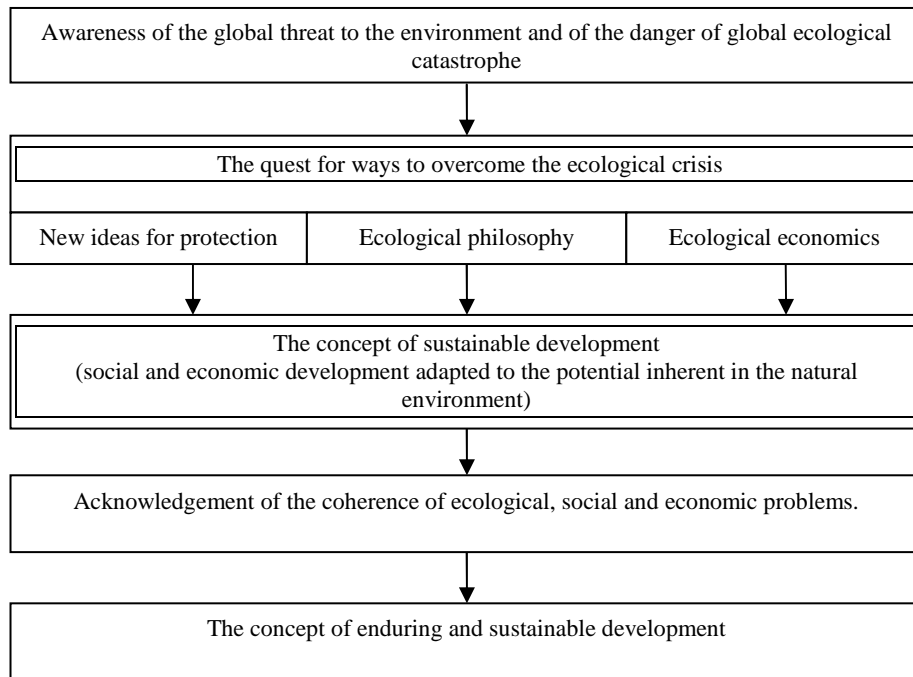 Awareness of the global threat to the environment and of the danger of global ecological
catastrophe
The quest for ways to overcome the ecological crisis
New ideas for protection
Ecological philosophy
Ecological economics
The concept of sustainable development
(social and economic development adapted to the potential inherent in the natural
environment)
Acknowledgement of the coherence of ecological, social and economic problems.
The concept of enduring and sustainable development